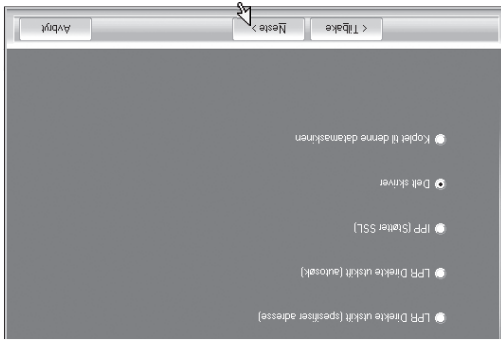 LPR Direkte utskrift (spesifiser adresse)
LPR Direkte utskrift (autosøk)
IPP (Støtter SSL)
Delt skriver
Koplet til denne datamaskinen
< Tilbake
Neste >
Avbryt